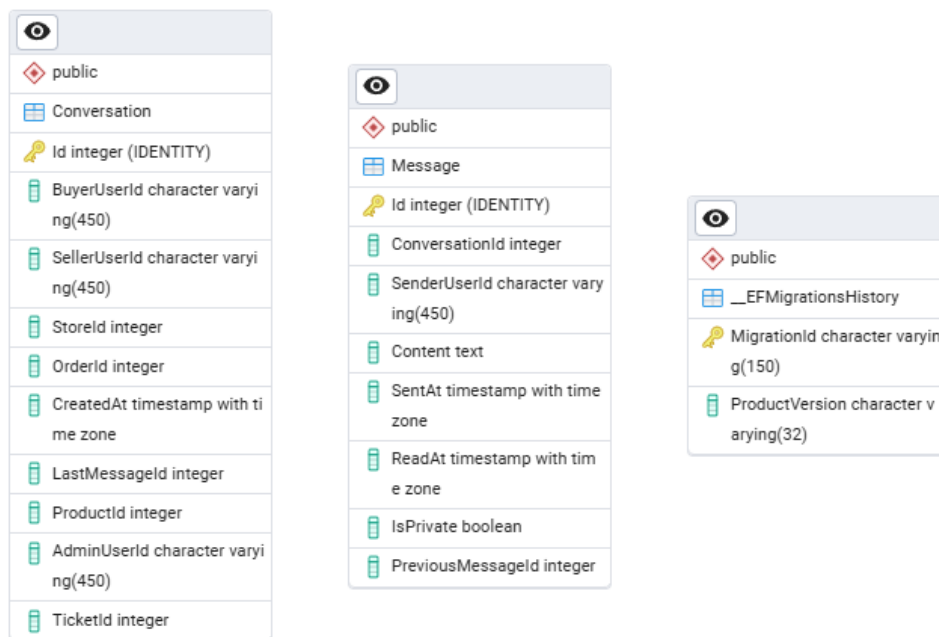 public
Conversation
Id integer (IDENTITY)
BuyerUserId character varyi
ng(450)
SellerUserId character varyi
ng(450)
StoreId integer
OrderId integer
CreatedAt timestamp with ti
me zone
LastMessageId integer
ProductId integer
AdminUserId character varyi
ng(450)
TicketId integer
public
Message
Id integer (IDENTITY)
ConversationId integer
SenderUserId character vary
ing(450)
Content text
SentAt timestamp with time
zone
ReadAt timestamp with tim
e zone
IsPrivate boolean
PreviousMessageId integer
public
__EFMigrationsHistory
MigrationId character varyin
g(150)
ProductVersion character v
arying(32)